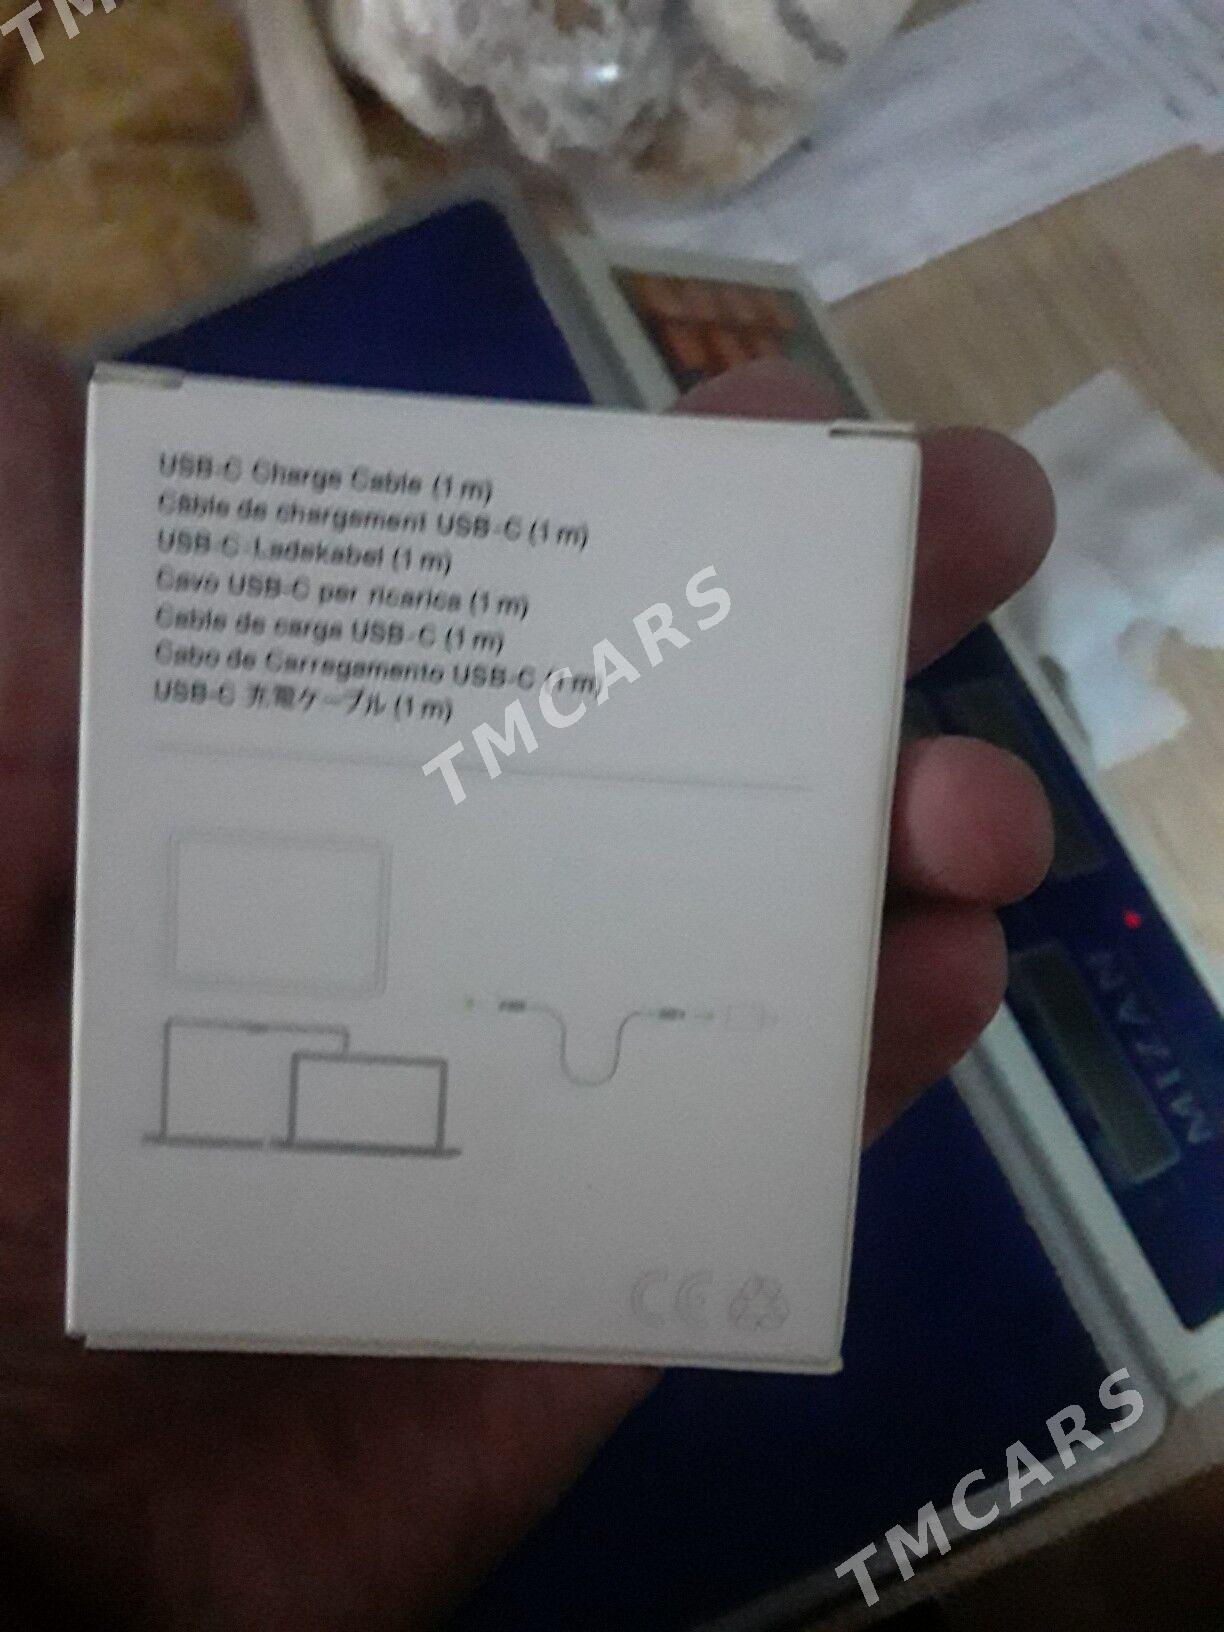 TM
USB-C Charge Cable (1 m)
Câble de chargement USB-C (1 m)
USB-C-Ladekabel (1 m)
Cavo USB-C per ricarica (1 m)
Cable de carga USB-C (1 m)
Cabo de Carregamento USB-C (1 m)
USB-C 充電ケーブル (1 m)
TMCARS
CE
MIZAN
TMCARS